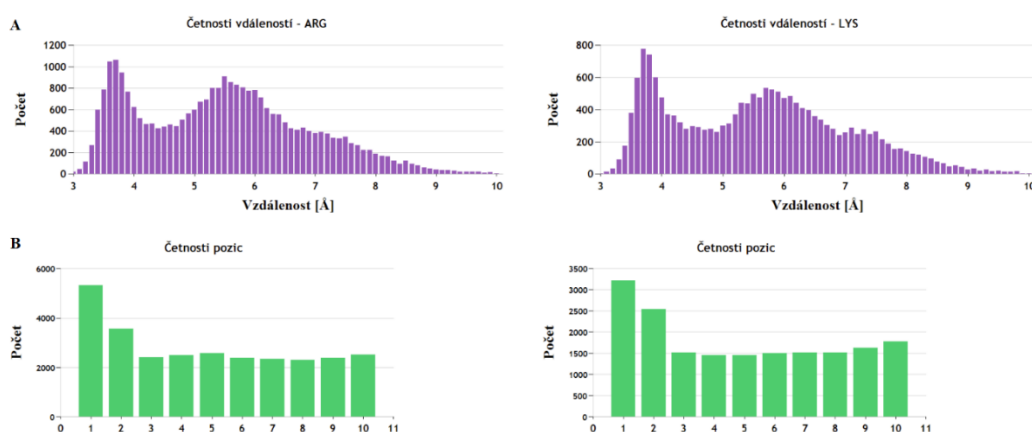 A
Četnosti vdáleností - ARG
Počet
1200
1000
800
600
400
200
0
3 4 5 6 7 8 9 10
Vzdálenost [Å]
Četnosti vdáleností - LYS
Počet
800
600
400
200
0
3 4 5 6 7 8 9 10
Vzdálenost [Å]
B
Četnosti pozic
Počet
6000
4000
2000
0
0 1 2 3 4 5 6 7 8 9 10 11
Četnosti pozic
Počet
3500
3000
2500
2000
1500
1000
500
0
0 1 2 3 4 5 6 7 8 9 10 11